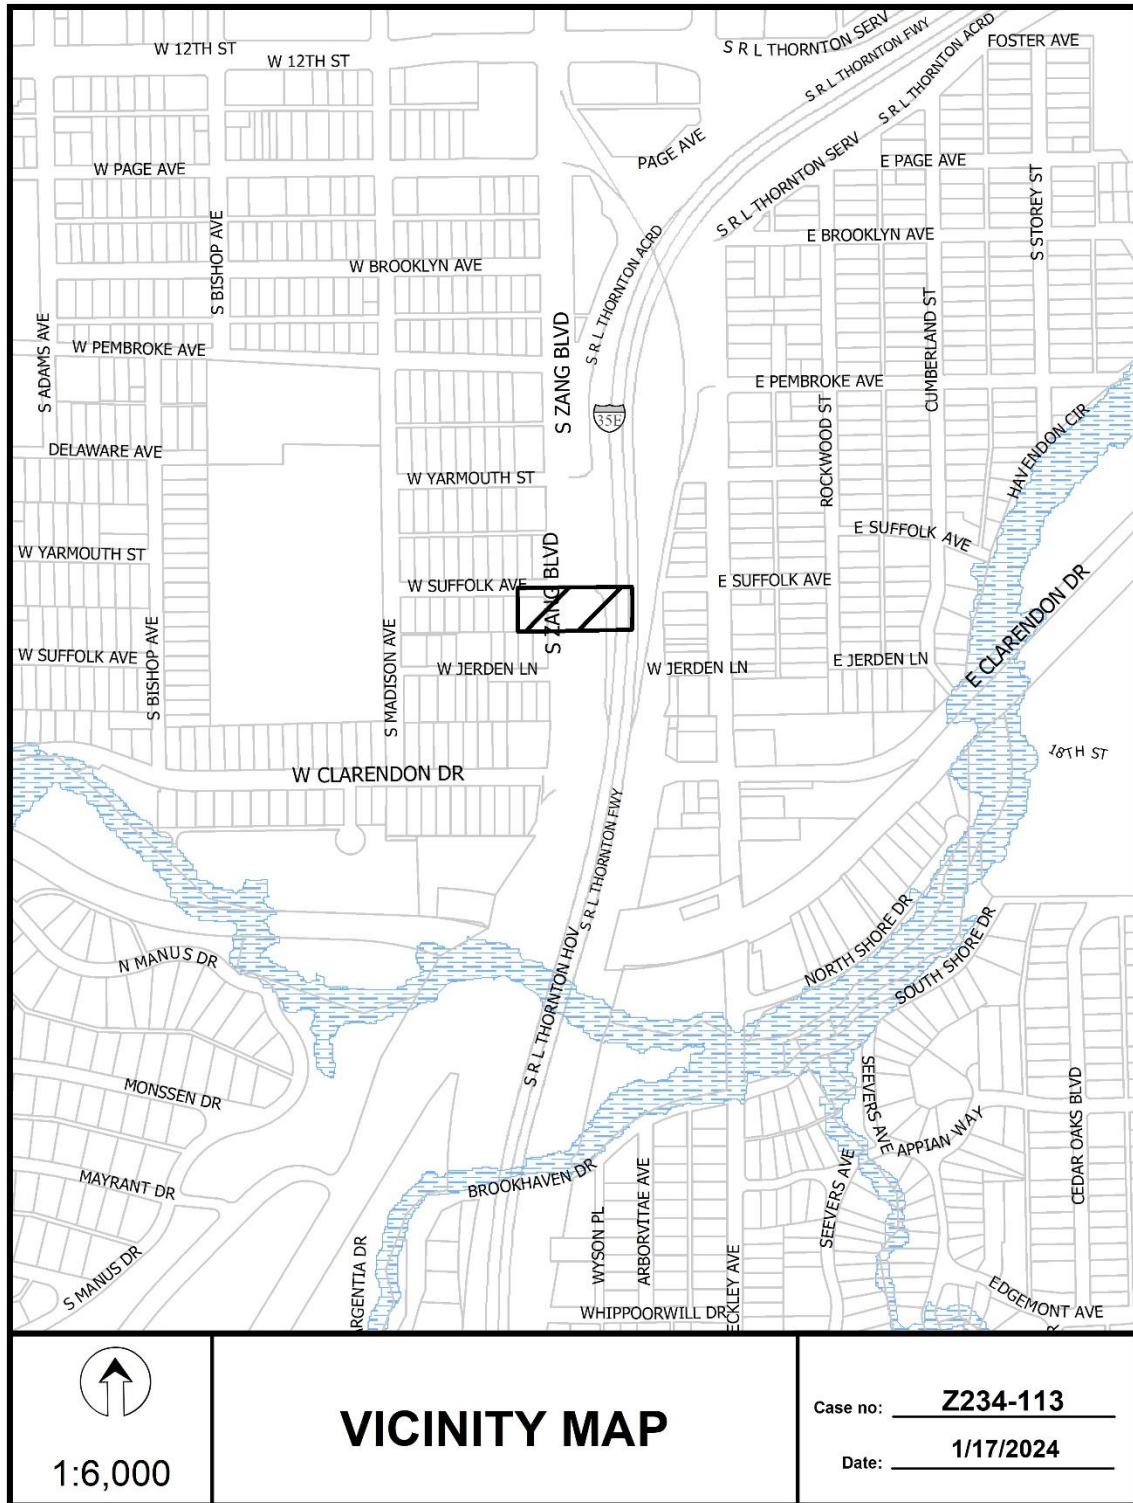 W 12TH ST
W 12TH ST
S R L THORNTON SERV
S R L THORNTON FWY
S R L THORNTON ACRD
FOSTER AVE
W PAGE AVE
PAGE AVE
S R L THORNTON SERV
E PAGE AVE
S STOREY ST
S BISHOP AVE
W BROOKLYN AVE
S R L THORNTON ACRD
E BROOKLYN AVE
S ADAMS AVE
W PEMBROKE AVE
S ZANG BLVD
35E
E PEMBROKE AVE
CUMBERLAND ST
ROCKWOOD ST
HAVENDON CIR
DELAWARE AVE
W YARMOUTH ST
E SUFFOLK AVE
W YARMOUTH ST
S ZANG BLVD
W SUFFOLK AVE
E SUFFOLK AVE
E CLARENDON DR
W SUFFOLK AVE
S BISHOP AVE
S MADISON AVE
W JERDEN LN
W JERDEN LN
E JERDEN LN
18TH ST
W CLARENDON DR
S R L THORNTON FWY
N MANUS DR
S R L THORNTON HOV
NORTH SHORE DR
SOUTH SHORE DR
MONSSEN DR
SEEVERS AVE
APPIAN WAY
CEDAR OAKS BLVD
MAYRANT DR
BROOKHAVEN DR
SEEVERS AVE
S MANUS DR
RGENTIA DR
WYSON PL
ARBORVITAE AVE
ECKLEY AVE
WHIPPOORWILL DR
EDGEMONT AVE
1:6,000
VICINITY MAP
Case no: Z234-113
Date: 1/17/2024